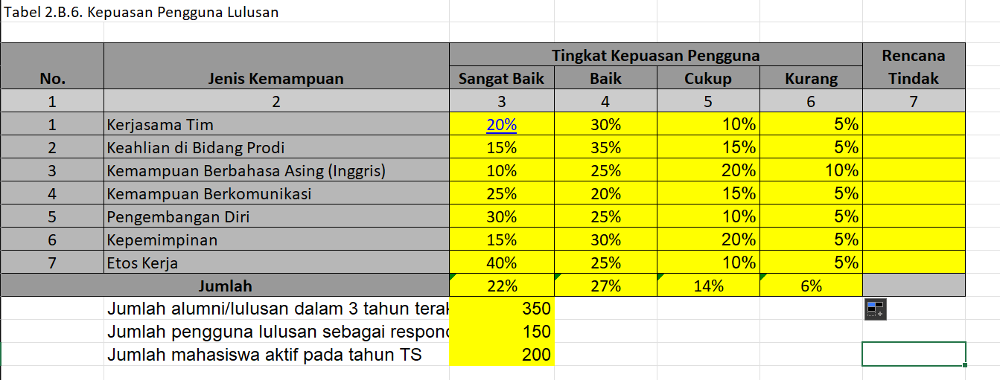 Tabel 2.B.6. Kepuasan Pengguna Lulusan
No. Jenis Kemampuan Tingkat Kepuasan Pengguna Rencana Tindak
Sangat Baik Baik Cukup Kurang
1 2 3 4 5 6 7
1 Kerjasama Tim 20% 30% 10% 5%
2 Keahlian di Bidang Prodi 15% 35% 15% 5%
3 Kemampuan Berbahasa Asing (Inggris) 10% 25% 20% 10%
4 Kemampuan Berkomunikasi 25% 20% 15% 5%
5 Pengembangan Diri 30% 25% 10% 5%
6 Kepemimpinan 15% 30% 20% 5%
7 Etos Kerja 40% 25% 10% 5%
Jumlah 22% 27% 14% 6%
Jumlah alumni/lulusan dalam 3 tahun 350
Jumlah pengguna lulusan sebagai 150
Jumlah mahasiswa aktif pada tahun TS 200